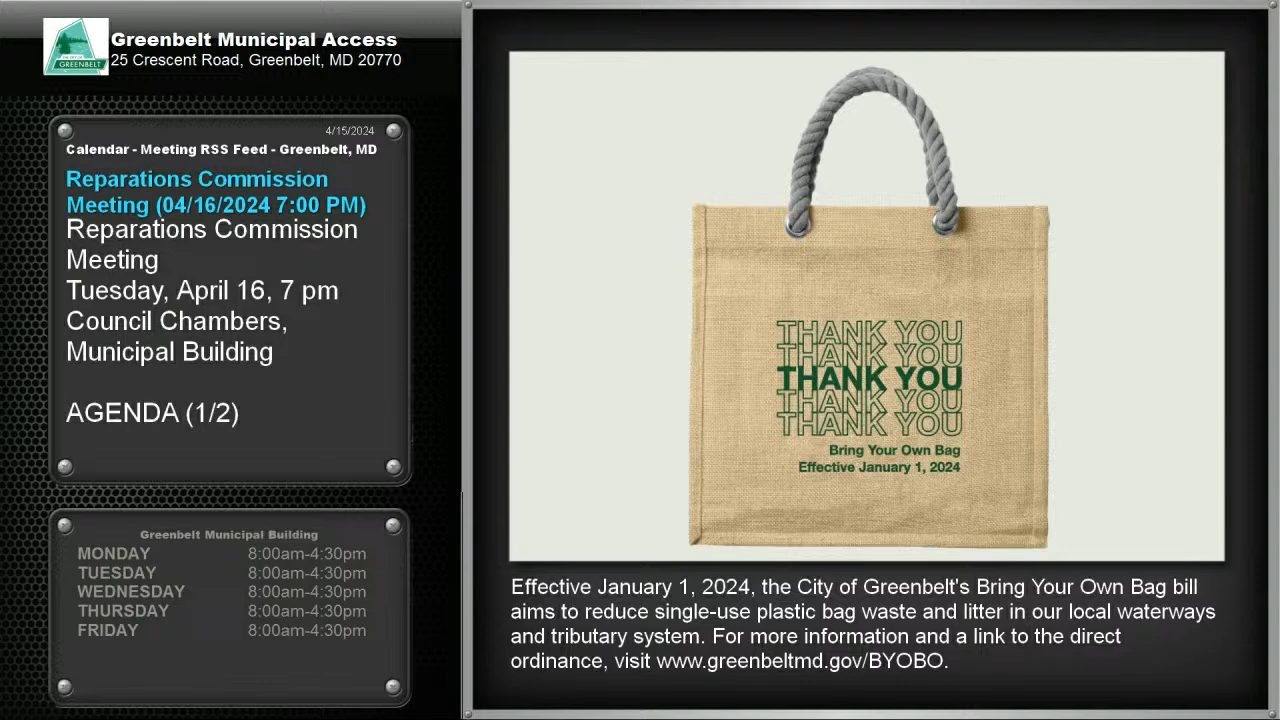 THE CITY OF
GREENBELT
Greenbelt Municipal Access
25 Crescent Road, Greenbelt, MD 20770
4/15/2024
Calendar - Meeting RSS Feed - Greenbelt, MD
Reparations Commission
Meeting (04/16/2024 7:00 PM)
Reparations Commission
Meeting
Tuesday, April 16, 7 pm
Council Chambers,
Municipal Building
AGENDA (1/2)
Greenbelt Municipal Building
MONDAY 8:00am-4:30pm
TUESDAY 8:00am-4:30pm
WEDNESDAY 8:00am-4:30pm
THURSDAY 8:00am-4:30pm
FRIDAY 8:00am-4:30pm
THANK YOU
THANK YOU
THANK YOU
THANK YOU
THANK YOU
Bring Your Own Bag
Effective January 1, 2024
Effective January 1, 2024, the City of Greenbelt's Bring Your Own Bag bill
aims to reduce single-use plastic bag waste and litter in our local waterways
and tributary system. For more information and a link to the direct
ordinance, visit www.greenbeltmd.gov/BYOBO.